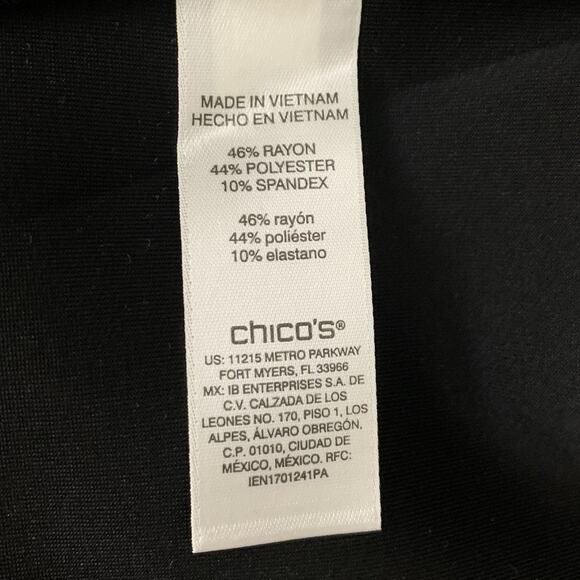 MADE IN VIETNAM
HECHO EN VIETNAM
46% RAYON
44% POLYESTER
10% SPANDEX
46% rayón
44% poliéster
10% elastano
chico's®
US: 11215 METRO PARKWAY
FORT MYERS, FL 33966
MX: IB ENTERPRISES S.A. DE
C.V. CALZADA DE LOS
LEONES NO. 170, PISO 1, LOS
ALPES, ÁLVARO OBREGÓN,
C.P. 01010, CIUDAD DE
MÉXICO, MÉXICO. RFC:
IEN1701241PA